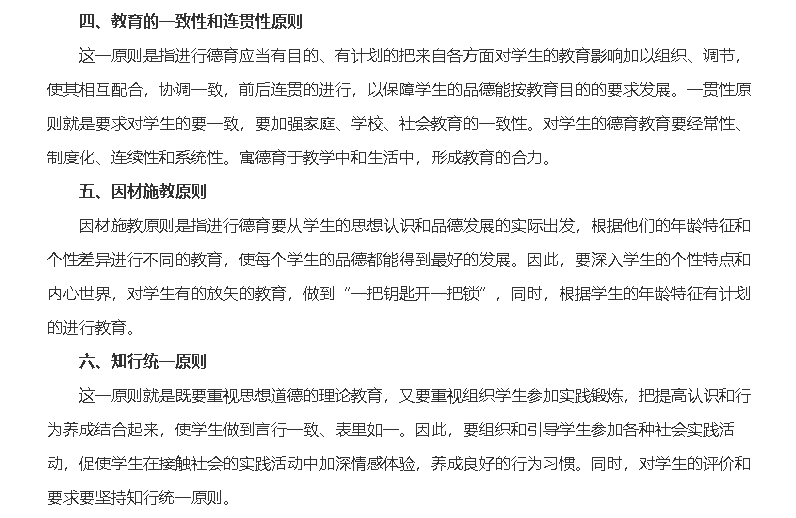 四、教育的一致性和连贯性原则
这一原则是指进行德育应当有目的、有计划的把来自各方面对学生的教育影响加以组织、调节，
使其相互配合，协调一致，前后连贯的进行，以保障学生的品德能按教育目的的要求发展。一贯性原
则就是要求对学生的要一致，要加强家庭、学校、社会教育的一致性。对学生的德育教育要经常性、
制度化、连续性和系统性。寓德育于教学中和生活中，形成教育的合力。
五、因材施教原则
因材施教原则是指进行德育要从学生的思想认识和品德发展的实际出发，根据他们的年龄特征和
个性差异进行不同的教育，使每个学生的品德都能得到最好的发展。因此，要深入学生的个性特点和
内心世界，对学生有的放矢的教育，做到“一把钥匙开一把锁”，同时，根据学生的年龄特征有计划
的进行教育。
六、知行统一原则
这一原则就是既要重视思想道德的理论教育，又要重视组织学生参加实践锻炼，把提高认识和行
为养成结合起来，使学生做到言行一致、表里如一。因此，要组织和引导学生参加各种社会实践活
动，促使学生在接触社会的实践活动中加深情感体验，养成良好的行为习惯。同时，对学生的评价和
要求要坚持知行统一原则。